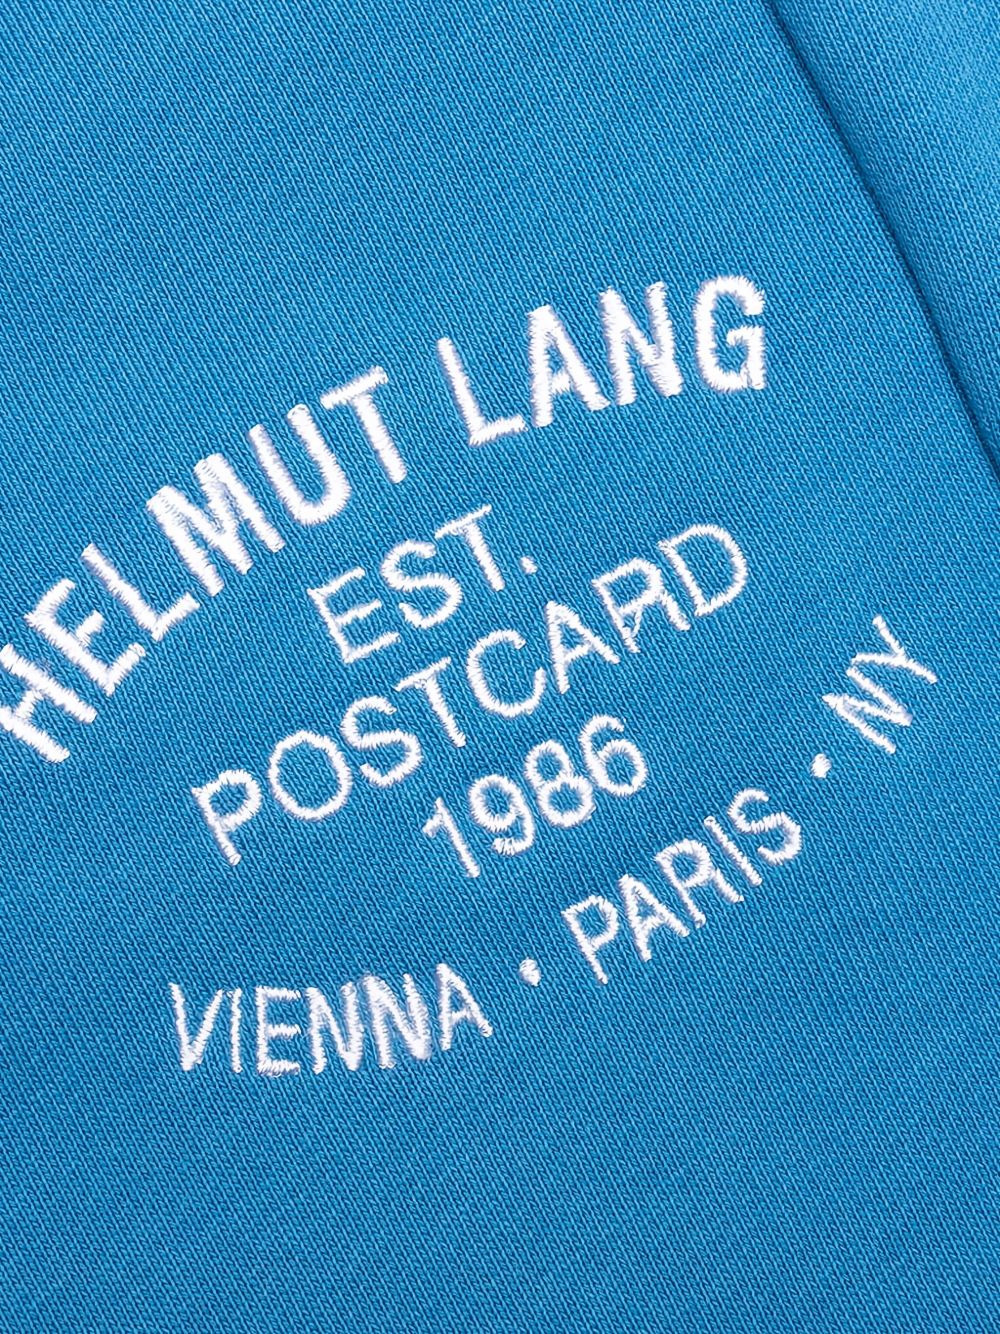 HELMUT LANG
EST.
POSTCARD
1986
VIENNA · PARIS · NY